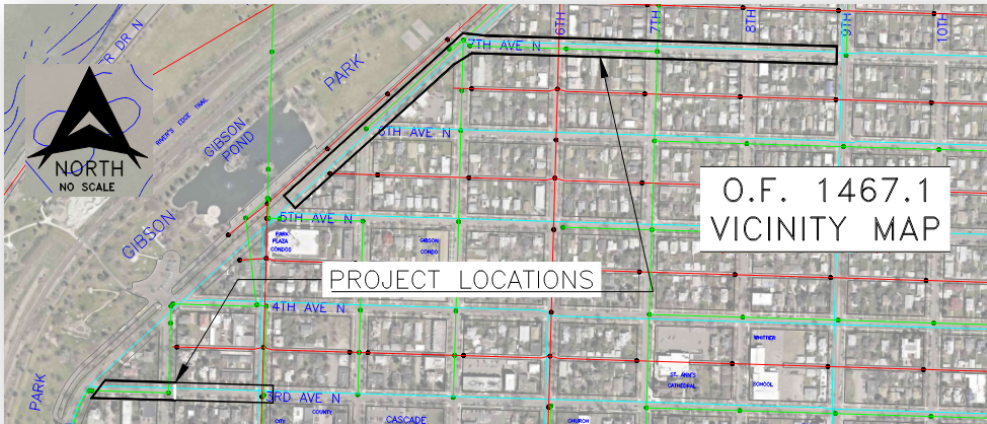 R DR N
6TH
7TH
8TH
9TH
10TH
7TH AVE N
PARK
RIVER'S EDGE TRAIL
GIBSON
POND
NORTH
NO SCALE
6TH AVE N
O.F. 1467.1
VICINITY MAP
GIBSON
5TH AVE N
PARK
PLAZA
CONDOS
GIBSON
CONDO
PROJECT LOCATIONS
4TH AVE N
WHITTIER
SCHOOL
ST. ANN'S
CATHEDRAL
PARK
3RD AVE N
CITY
COUNTY
CASCADE
CHURCH